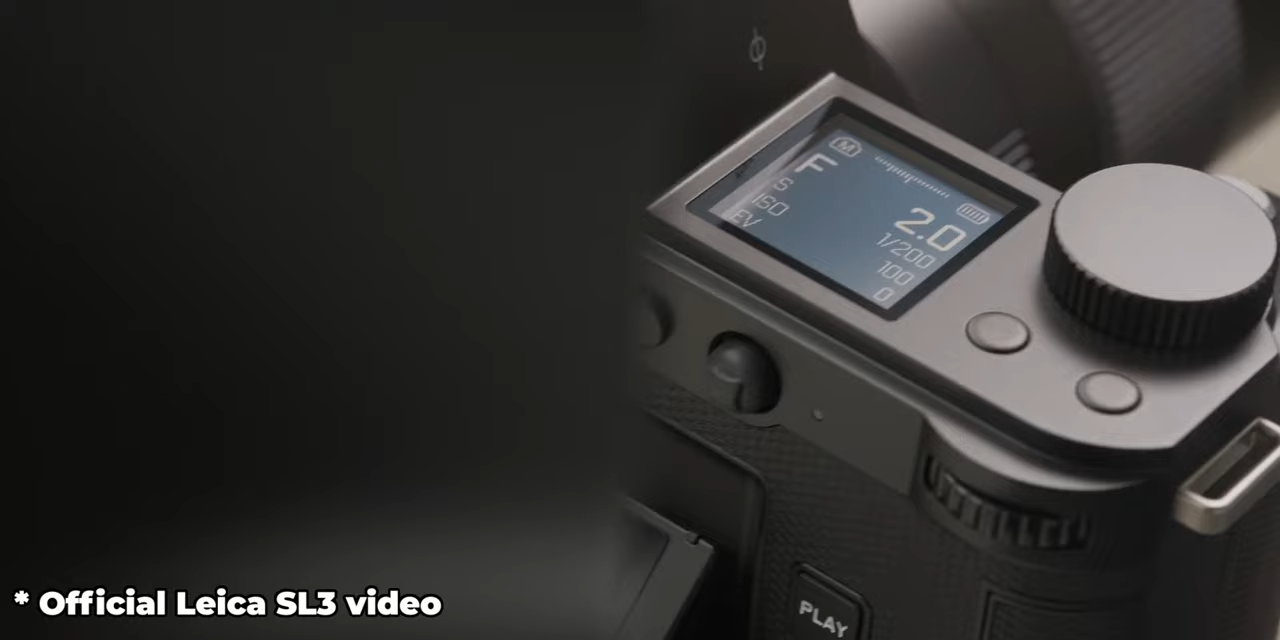 M
F
2.0
S
1/200
ISO
100
EV
0
PLAY
* Official Leica SL3 video